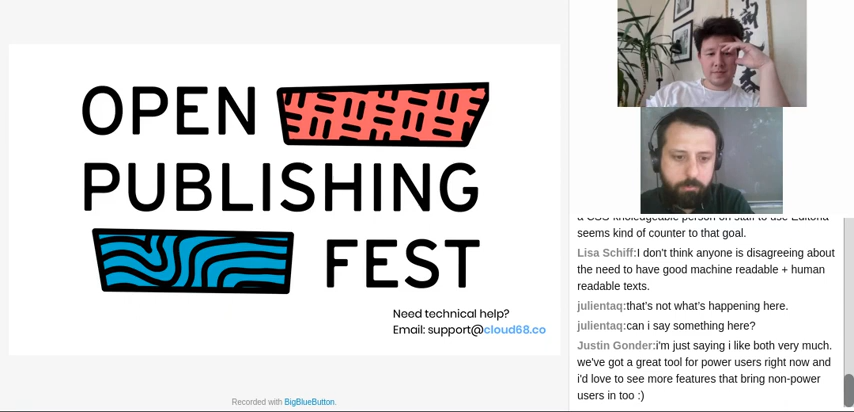 OPEN
PUBLISHING
FEST
Need technical help?
Email: support@cloud68.co
Recorded with BigBlueButton.
seems kind of counter to that goal.
Lisa Schiff:I don't think anyone is disagreeing about
the need to have good machine readable + human
readable texts.
julientaq:that's not what's happening here.
julientaq:can i say something here?
Justin Gonder:i'm just saying i like both very much.
we've got a great tool for power users right now and
i'd love to see more features that bring non-power
users in too :)